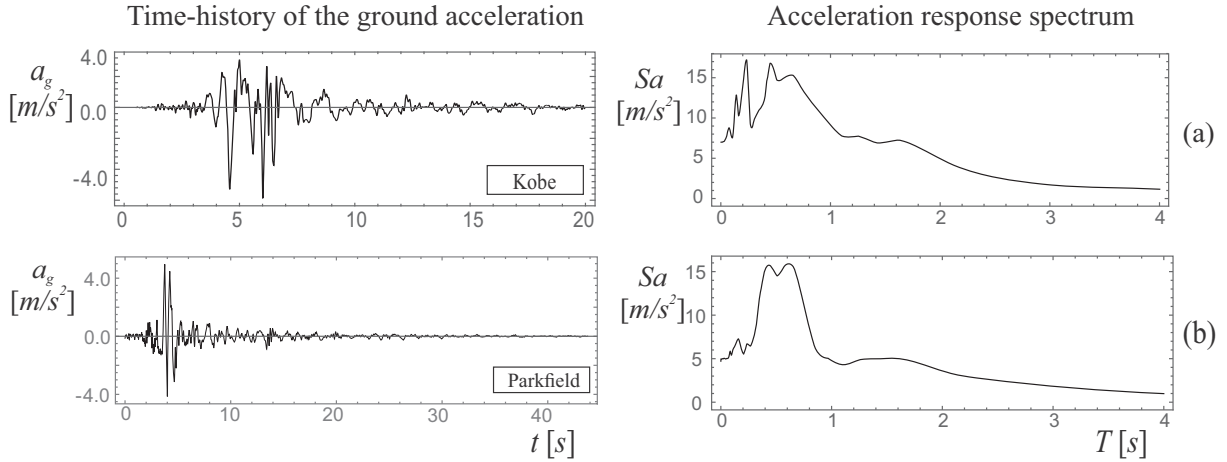 Time-history of the ground acceleration
Acceleration response spectrum
a_g
[m/s²]
4.0
0.0
-4.0
Kobe
0 5 10 15 20
Sa
[m/s²]
15
10
5
0
0 1 2 3 4
(a)
a_g
[m/s²]
4.0
0.0
-4.0
Parkfield
0 10 20 30 40
t [s]
Sa
[m/s²]
15
10
5
0
0 1 2 3 4
T [s]
(b)